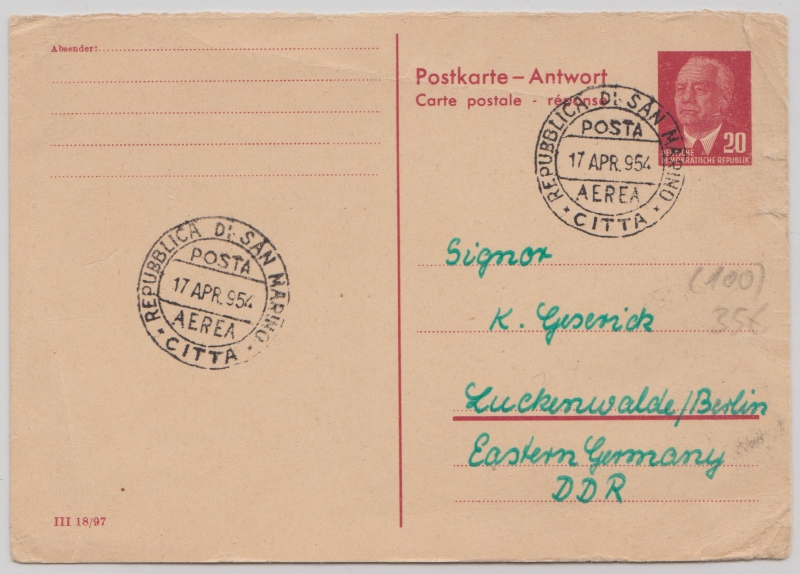 Absender:
Postkarte – Antwort
Carte postale - réponse
20
DEUTSCHE
DEMOKRATISCHE REPUBLIK
REPUBBLICA DI SAN MARINO
POSTA
17 APR. 954
AEREA
* CITTA *
Signor
K. Geserick
Luckenwalde/Berlin
Eastern Germany
DDR
(100)
35€
REPUBBLICA DI SAN MARINO
POSTA
17 APR. 954
AEREA
* CITTA *
III 18/97